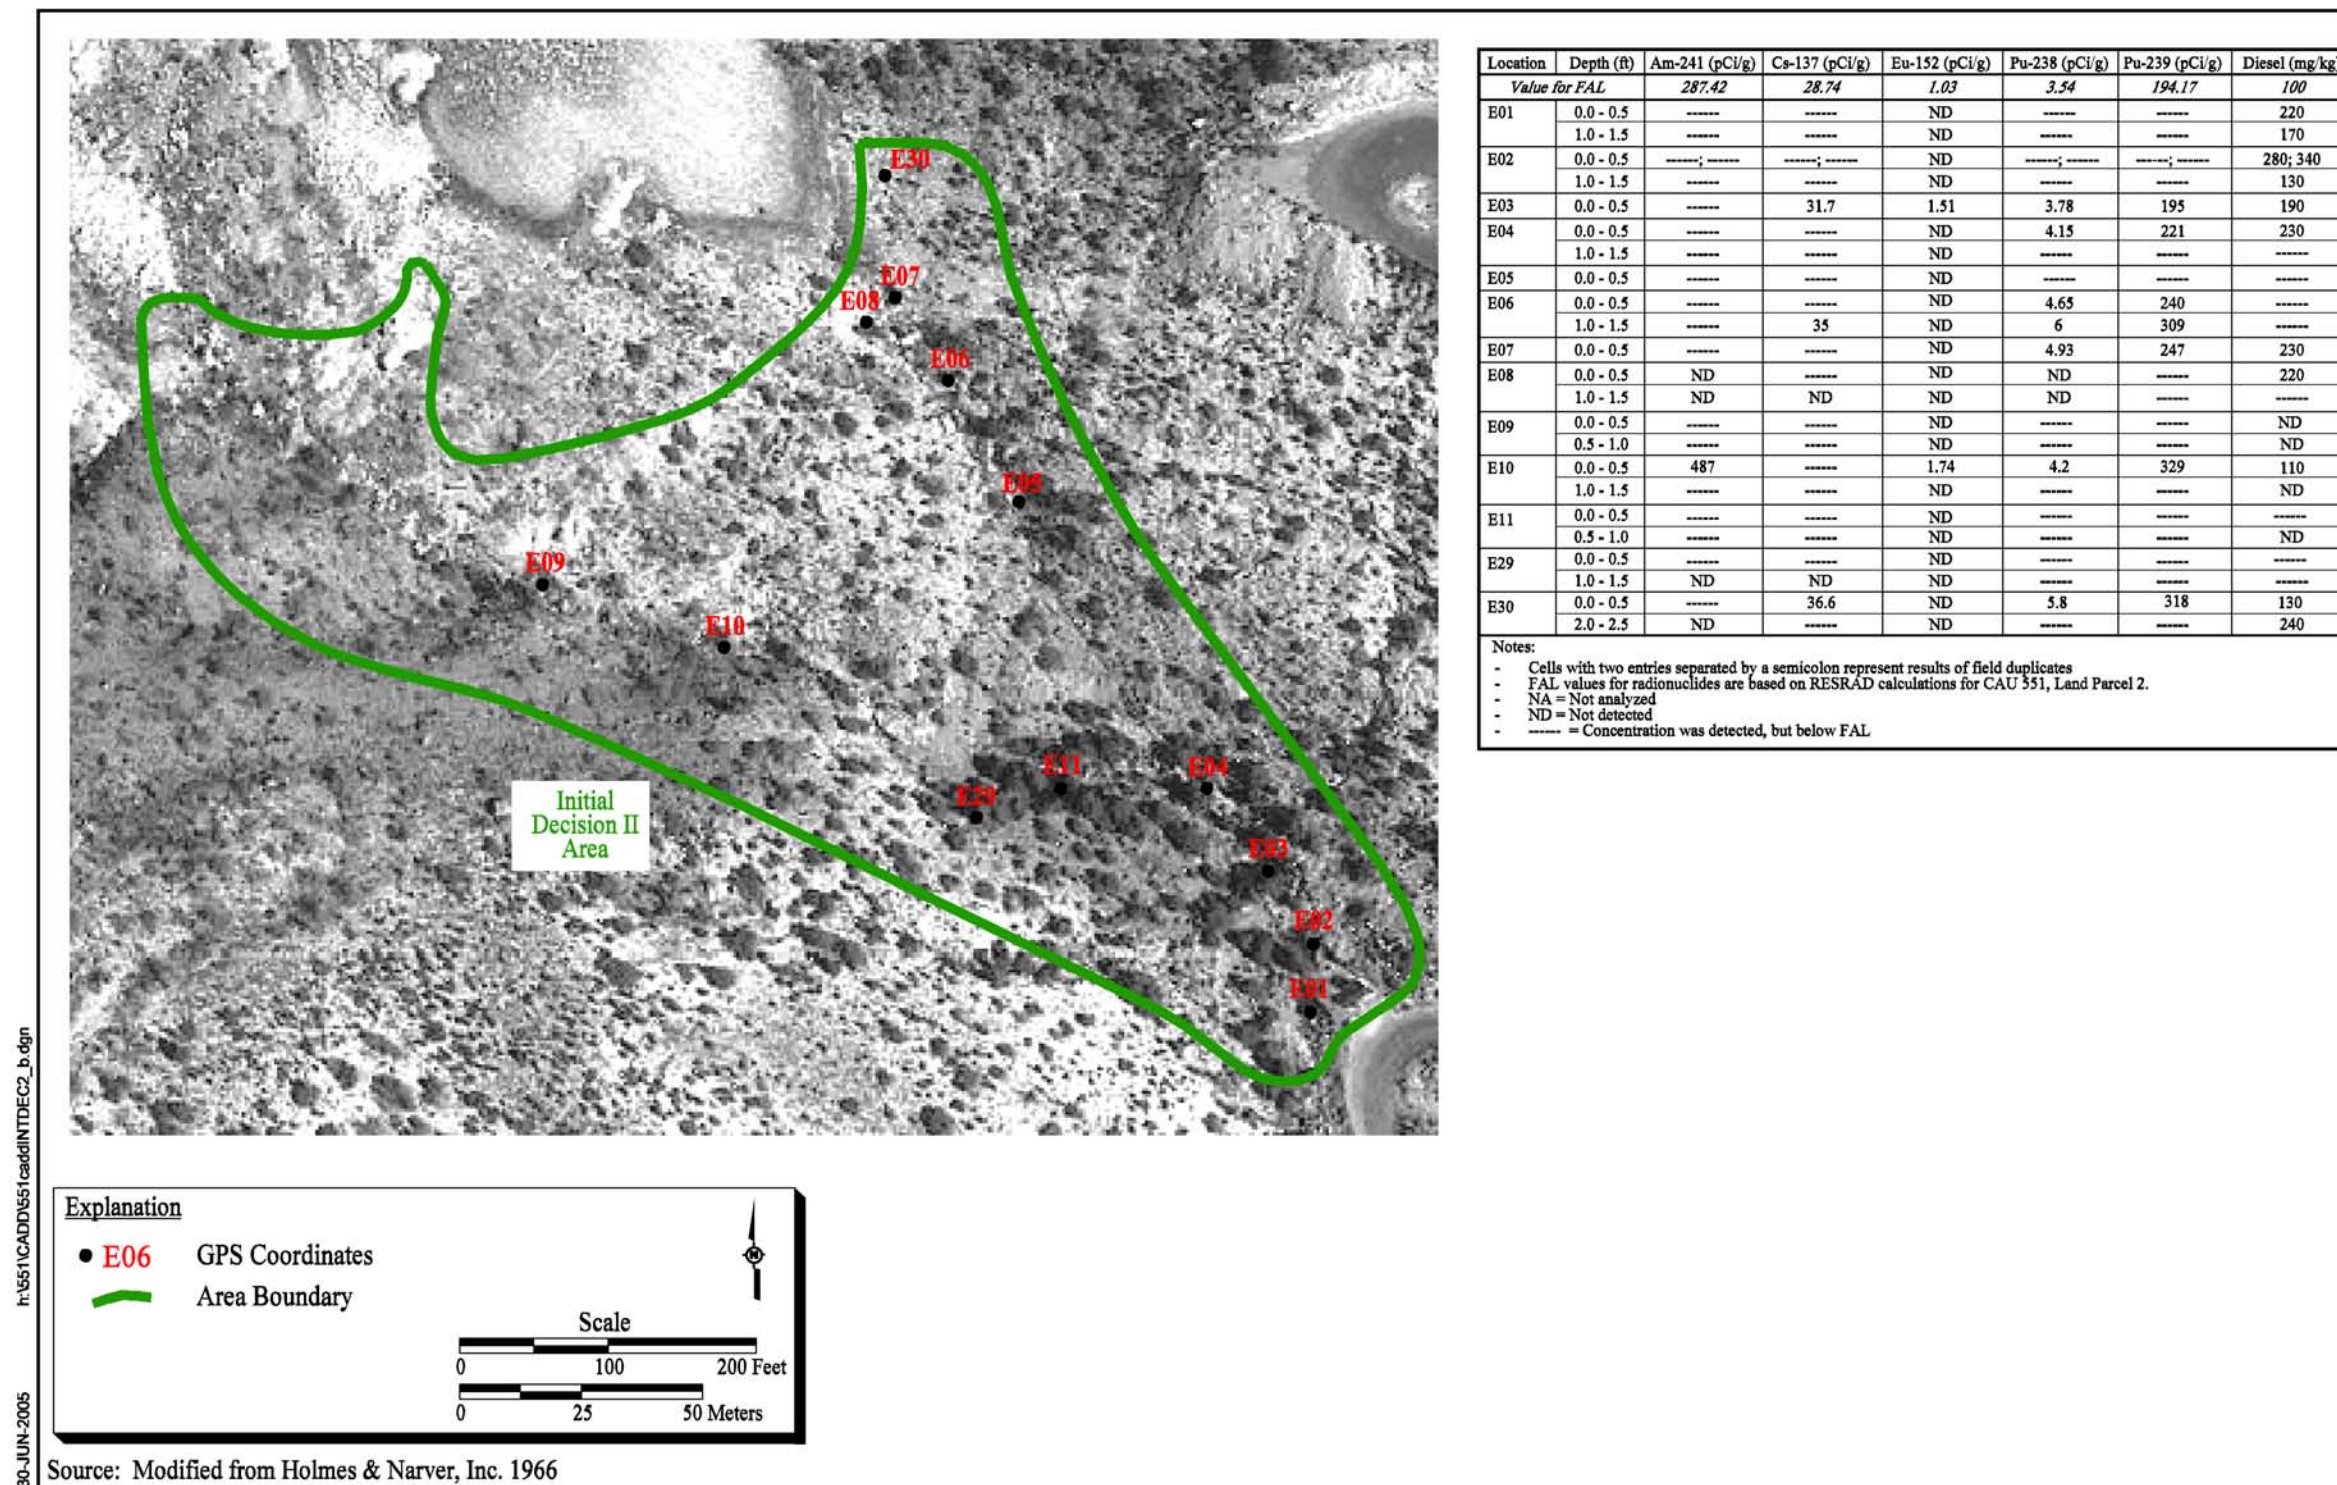 E30
E07
E08
E06
E05
E09
E10
E11
E04
E29
E03
E02
E01
Initial
Decision II
Area
Location Depth (ft) Am-241 (pCi/g) Cs-137 (pCi/g) Eu-152 (pCi/g) Pu-238 (pCi/g) Pu-239 (pCi/g) Diesel (mg/kg
Value for FAL 287.42 28.74 1.03 3.54 194.17 100
E01 0.0 - 0.5 ------ ------ ND ------ ------ 220
1.0 - 1.5 ------ ------ ND ------ ------ 170
E02 0.0 - 0.5 ------; ------ ------; ------ ND ------; ------ ------; ------ 280; 340
1.0 - 1.5 ------ ------ ND ------ ------ 130
E03 0.0 - 0.5 ------ 31.7 1.51 3.78 195 190
E04 0.0 - 0.5 ------ ------ ND 4.15 221 230
1.0 - 1.5 ------ ------ ND ------ ------ ------
E05 0.0 - 0.5 ------ ------ ND ------ ------ ------
E06 0.0 - 0.5 ------ ------ ND 4.65 240 ------
1.0 - 1.5 ------ 35 ND 6 309 ------
E07 0.0 - 0.5 ------ ------ ND 4.93 247 230
E08 0.0 - 0.5 ND ------ ND ND ------ 220
1.0 - 1.5 ND ND ND ND ------ ------
E09 0.0 - 0.5 ------ ------ ND ------ ------ ND
0.5 - 1.0 ------ ------ ND ------ ------ ND
E10 0.0 - 0.5 487 ------ 1.74 4.2 329 110
1.0 - 1.5 ------ ------ ND ------ ------ ND
E11 0.0 - 0.5 ------ ------ ND ------ ------ ------
0.5 - 1.0 ------ ------ ND ------ ------ ND
E29 0.0 - 0.5 ------ ------ ND ------ ------ ------
1.0 - 1.5 ND ND ND ------ ------ ------
E30 0.0 - 0.5 ------ 36.6 ND 5.8 318 130
2.0 - 2.5 ND ------ ND ------ ------ 240
Notes:
- Cells with two entries separated by a semicolon represent results of field duplicates
- FAL values for radionuclides are based on RESRAD calculations for CAU 551, Land Parcel 2.
- NA = Not analyzed
- ND = Not detected
- ------ = Concentration was detected, but below FAL
Explanation
E06 GPS Coordinates
Area Boundary
N
Scale
0 100 200 Feet
0 25 50 Meters
Source: Modified from Holmes & Narver, Inc. 1966
h:\551\CADD\551cadd\INTDEC2_b.dgn
30-JUN-2005